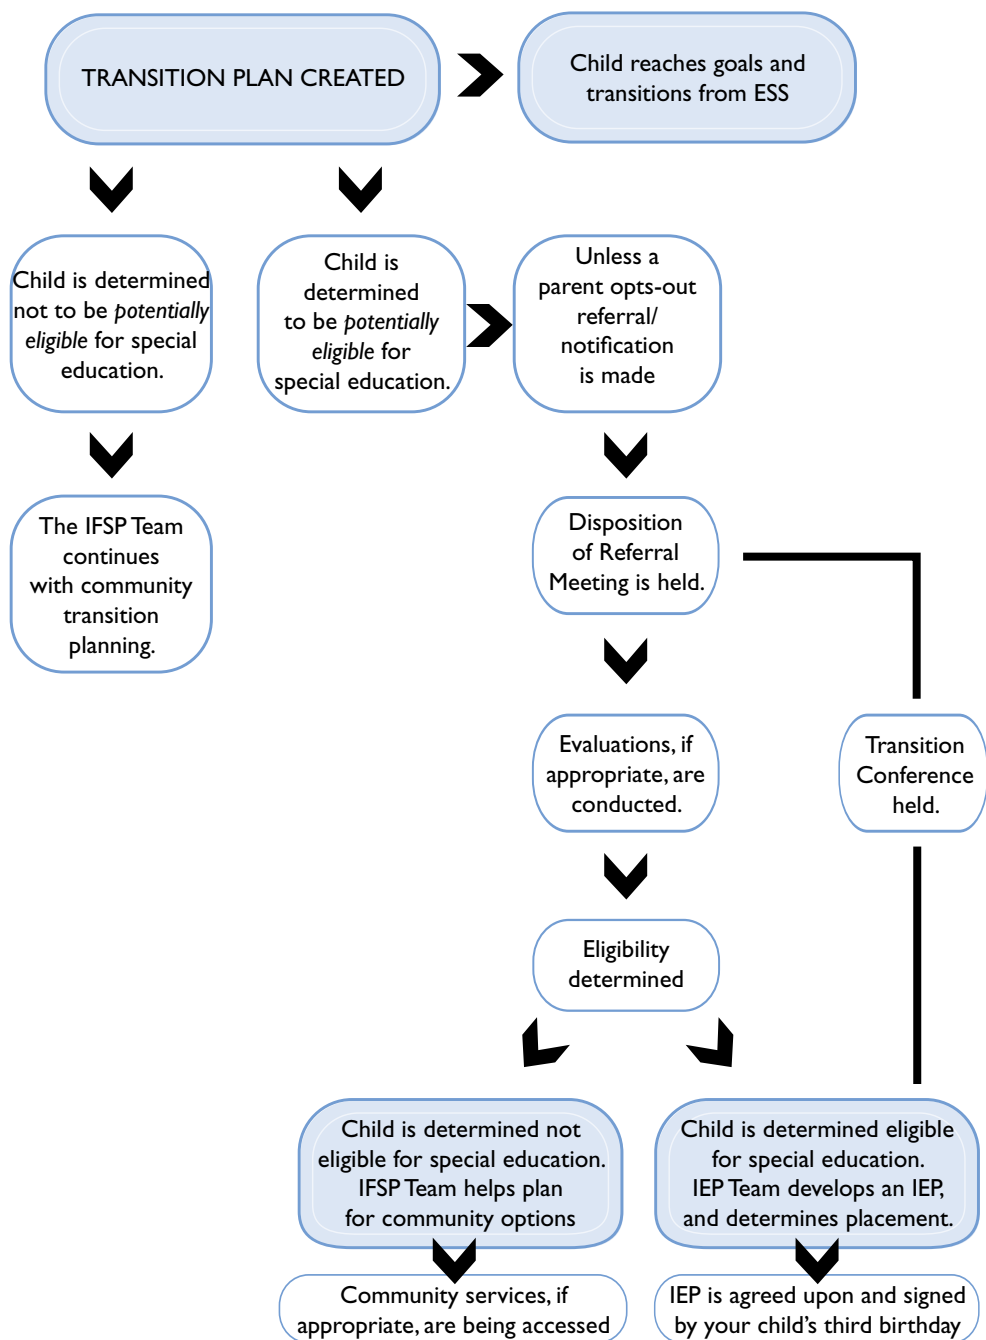 TRANSITION PLAN CREATED
Child reaches goals and
transitions from ESS
Child is determined
not to be potentially
eligible for special
education.
Child is
determined
to be potentially
eligible for
special education.
Unless a
parent opts-out
referral/
notification
is made
The IFSP Team
continues
with community
transition
planning.
Disposition
of Referral
Meeting is held.
Evaluations, if
appropriate, are
conducted.
Transition
Conference
held.
Eligibility
determined
Child is determined not
eligible for special education.
IFSP Team helps plan
for community options
Child is determined eligible
for special education.
IEP Team develops an IEP,
and determines placement.
Community services, if
appropriate, are being accessed
IEP is agreed upon and signed
by your child’s third birthday